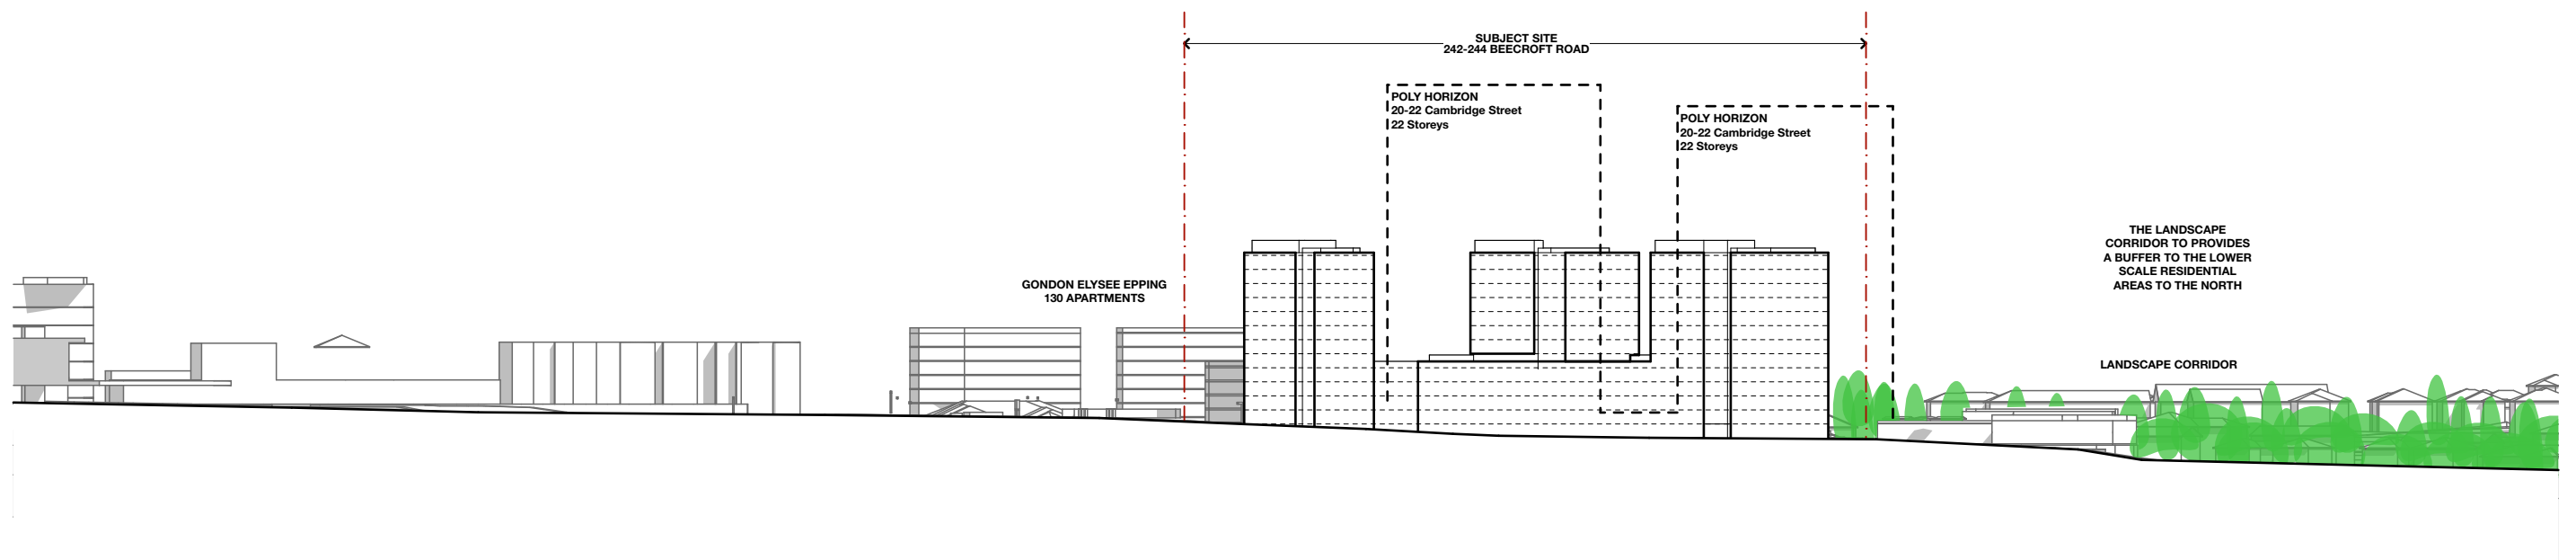 SUBJECT SITE
242-244 BEECROFT ROAD
POLY HORIZON
20-22 Cambridge Street
22 Storeys
POLY HORIZON
20-22 Cambridge Street
22 Storeys
GONDON ELYSEE EPPING
130 APARTMENTS
THE LANDSCAPE
CORRIDOR TO PROVIDES
A BUFFER TO THE LOWER
SCALE RESIDENTIAL
AREAS TO THE NORTH
LANDSCAPE CORRIDOR